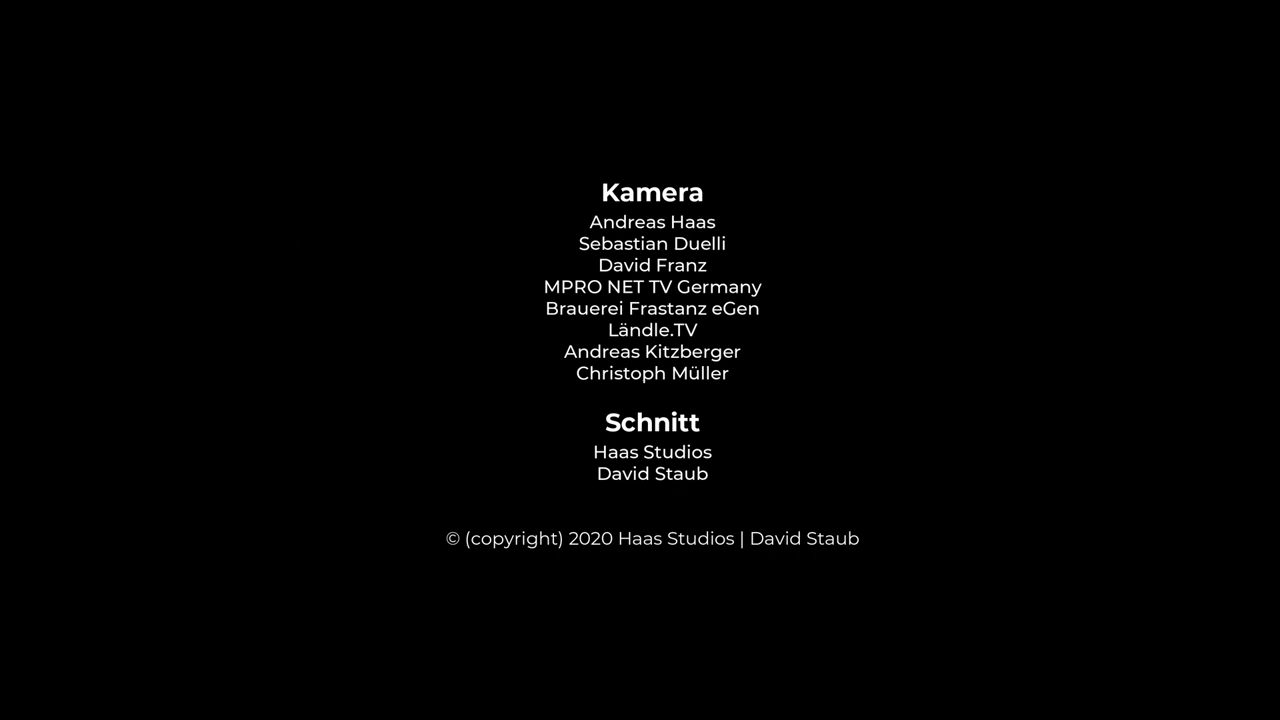 Kamera
Andreas Haas
Sebastian Duelli
David Franz
MPRO NET TV Germany
Brauerei Frastanz eGen
Ländle.TV
Andreas Kitzberger
Christoph Müller
Schnitt
Haas Studios
David Staub
© (copyright) 2020 Haas Studios | David Staub